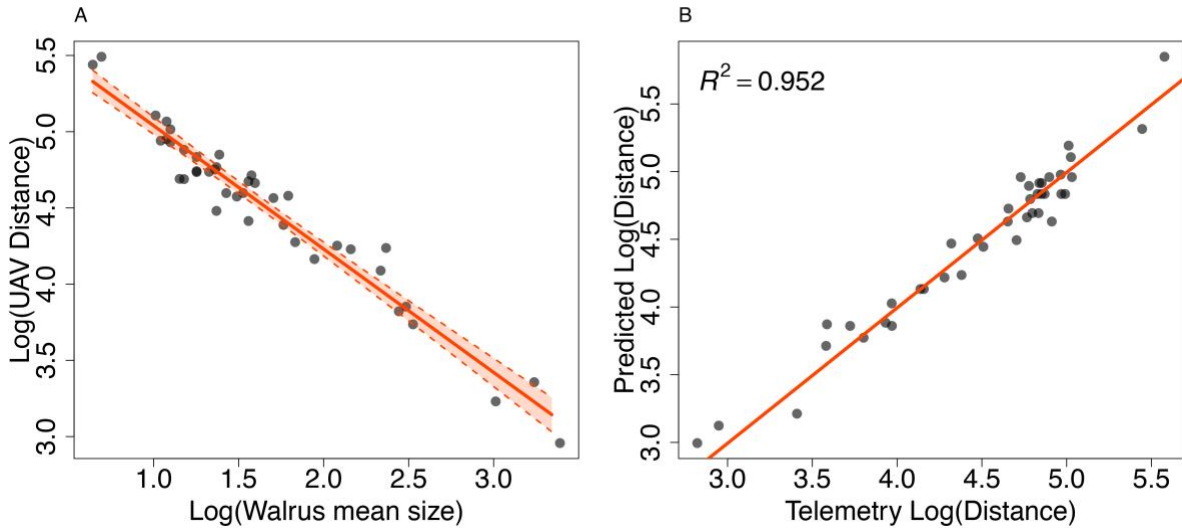 A
5.5
5.0
4.5
4.0
3.5
3.0
Log(UAV Distance)
1.0 1.5 2.0 2.5 3.0
Log(Walrus mean size)
B
R² = 0.952
5.5
5.0
4.5
4.0
3.5
3.0
Predicted Log(Distance)
3.0 3.5 4.0 4.5 5.0 5.5
Telemetry Log(Distance)